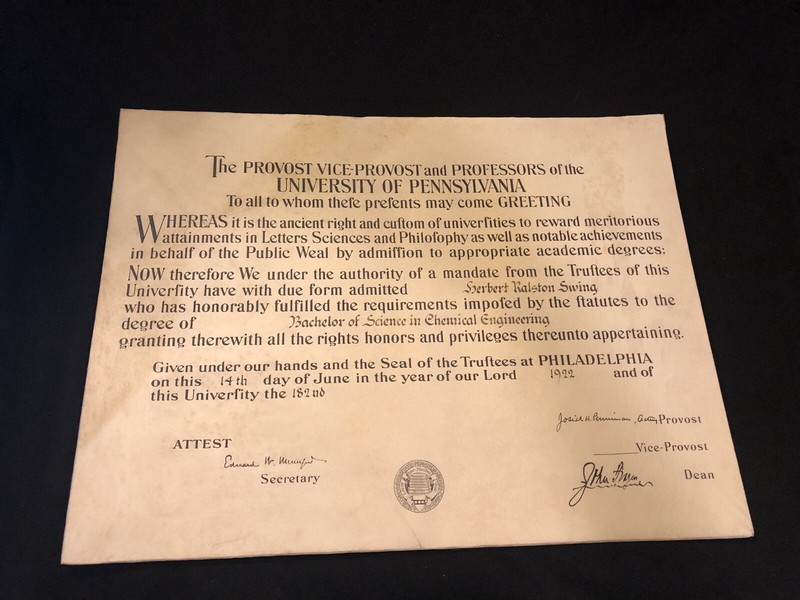 The PROVOST VICE-PROVOST and PROFESSORS of the
UNIVERSITY OF PENNSYLVANIA
To all to whom theſe preſents may come GREETING
WHEREAS it is the ancient right and cuſtom of univerſities to reward meritorious
attainments in Letters Sciences and Philoſophy as well as notable achievements
in behalf of the Public Weal by admiſſion to appropriate academic degrees:
NOW therefore We under the authority of a mandate from the Truſtees of this
Univerſity have with due form admitted Herbert Ralston Swing
who has honorably fulfilled the requirements impoſed by the ſtatutes to the
degree of Bachelor of Science in Chemical Engineering
granting therewith all the rights honors and privileges thereunto appertaining.
Given under our hands and the Seal of the Truſtees at PHILADELPHIA
on this 14th day of June in the year of our Lord 1922 and of
this Univerſity the 182nd
Josiah H. Penniman, Acting Provost
ATTEST
Vice-Provost
Edward W. Mumford
Secretary
John Dean